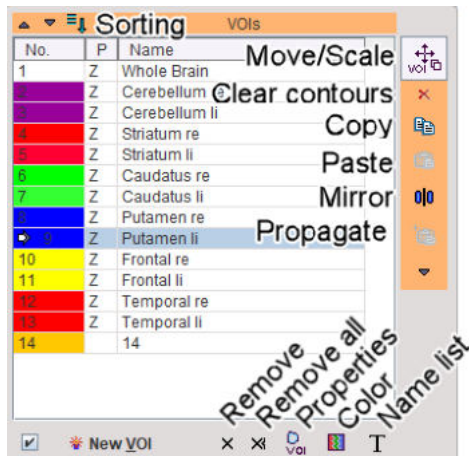 Sorting VOIs
No. P Name Move/Scale VOI
1 Z Whole Brain
2 Z Cerebellum re Clear contours
3 Z Cerebellum li
4 Z Striatum re Copy
5 Z Striatum li Paste
6 Z Caudatus re
7 Z Caudatus li Mirror
8 Z Putamen re
9 Z Putamen li Propagate
10 Z Frontal re
11 Z Frontal li
12 Z Temporal re
13 Z Temporal li
14 14
Remove
Remove all
Properties
Color
Name list
New VOI VOI T